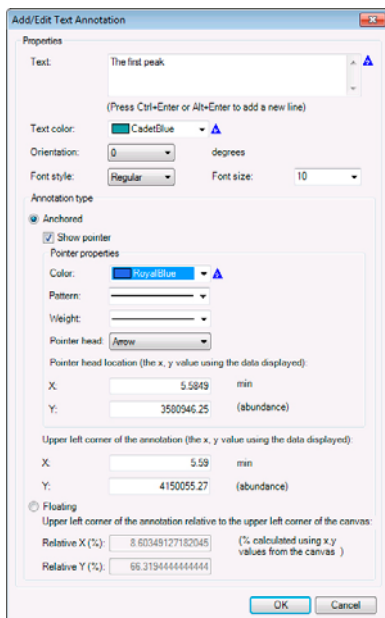 Add/Edit Text Annotation
Properties
Text: The first peak
(Press Ctrl+Enter or Alt+Enter to add a new line)
Text color: CadetBlue
Orientation: 0 degrees
Font style: Regular Font size: 10
Annotation type
Anchored
Show pointer
Pointer properties
Color: RoyalBlue
Pattern:
Weight:
Pointer head: Arrow
Pointer head location (the x, y value using the data displayed):
X: 5.5849 min
Y: 3580946.25 (abundance)
Upper left corner of the annotation (the x, y value using the data displayed):
X: 5.59 min
Y: 4150055.27 (abundance)
Floating
Upper left corner of the annotation relative to the upper left corner of the canvas:
Relative X (%): 8.60349127182045 (% calculated using x,y
values from the canvas )
Relative Y (%): 66.3194444444444
OK Cancel